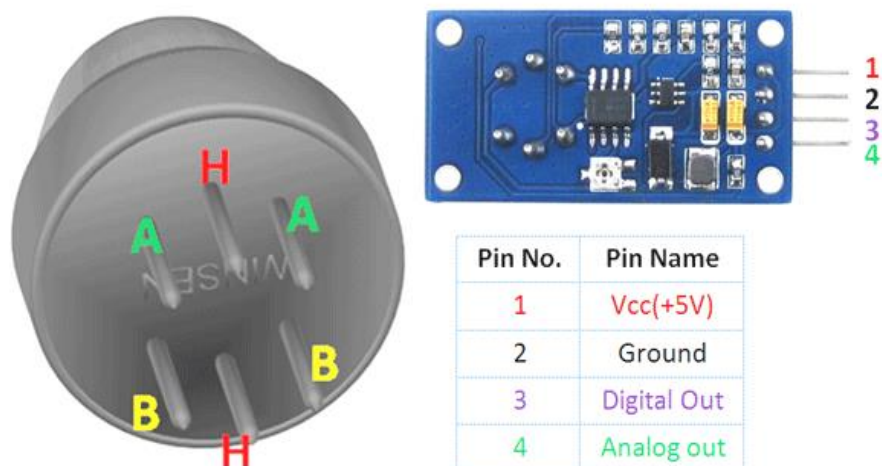 H
A
A
WINSEN
B
B
H
1
2
3
4
Pin No. Pin Name
1 Vcc(+5V)
2 Ground
3 Digital Out
4 Analog out